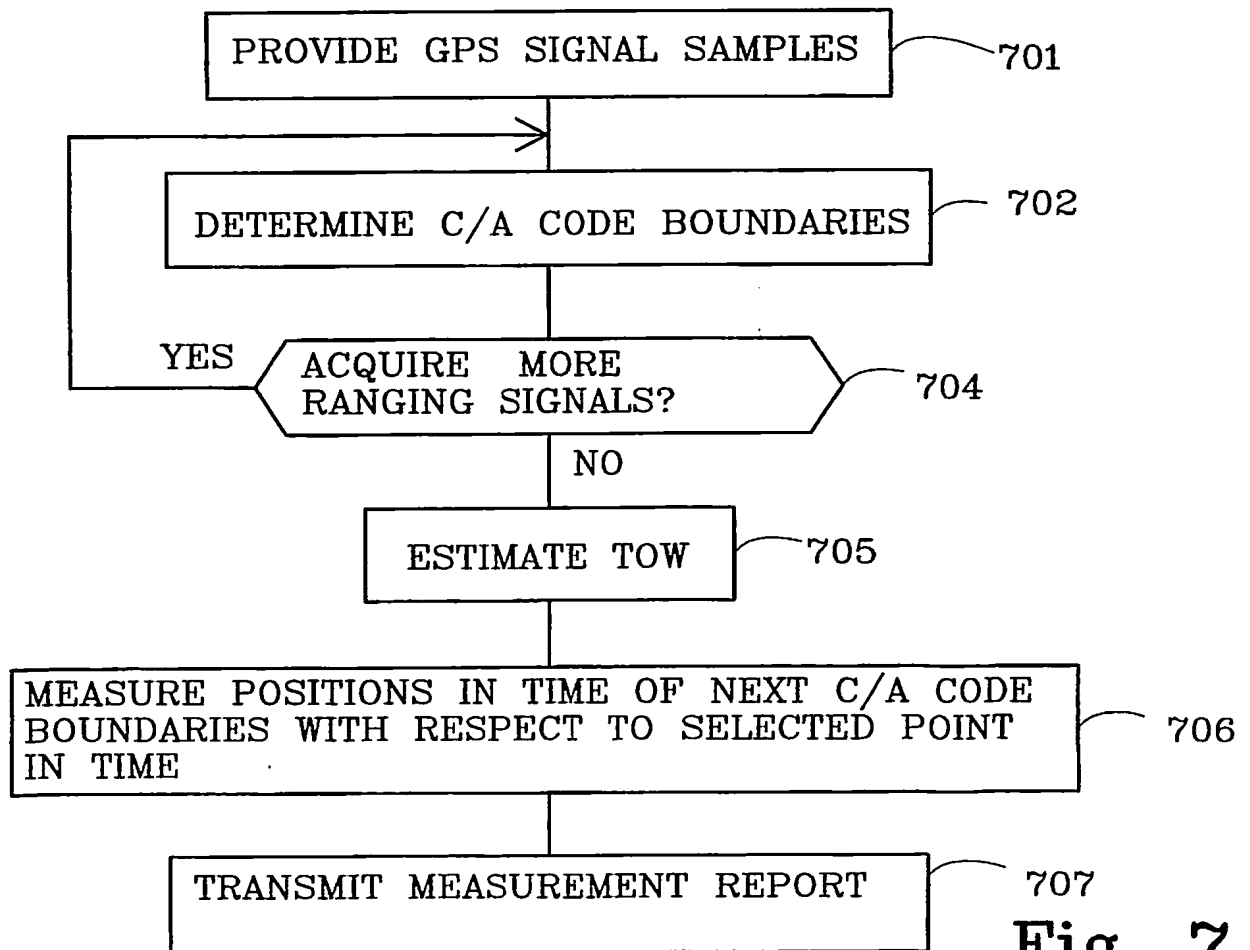 PROVIDE GPS SIGNAL SAMPLES
701
DETERMINE C/A CODE BOUNDARIES
702
YES
ACQUIRE MORE
RANGING SIGNALS?
704
NO
ESTIMATE TOW
705
MEASURE POSITIONS IN TIME OF NEXT C/A CODE
BOUNDARIES WITH RESPECT TO SELECTED POINT
IN TIME
706
TRANSMIT MEASUREMENT REPORT
707
Fig. 7